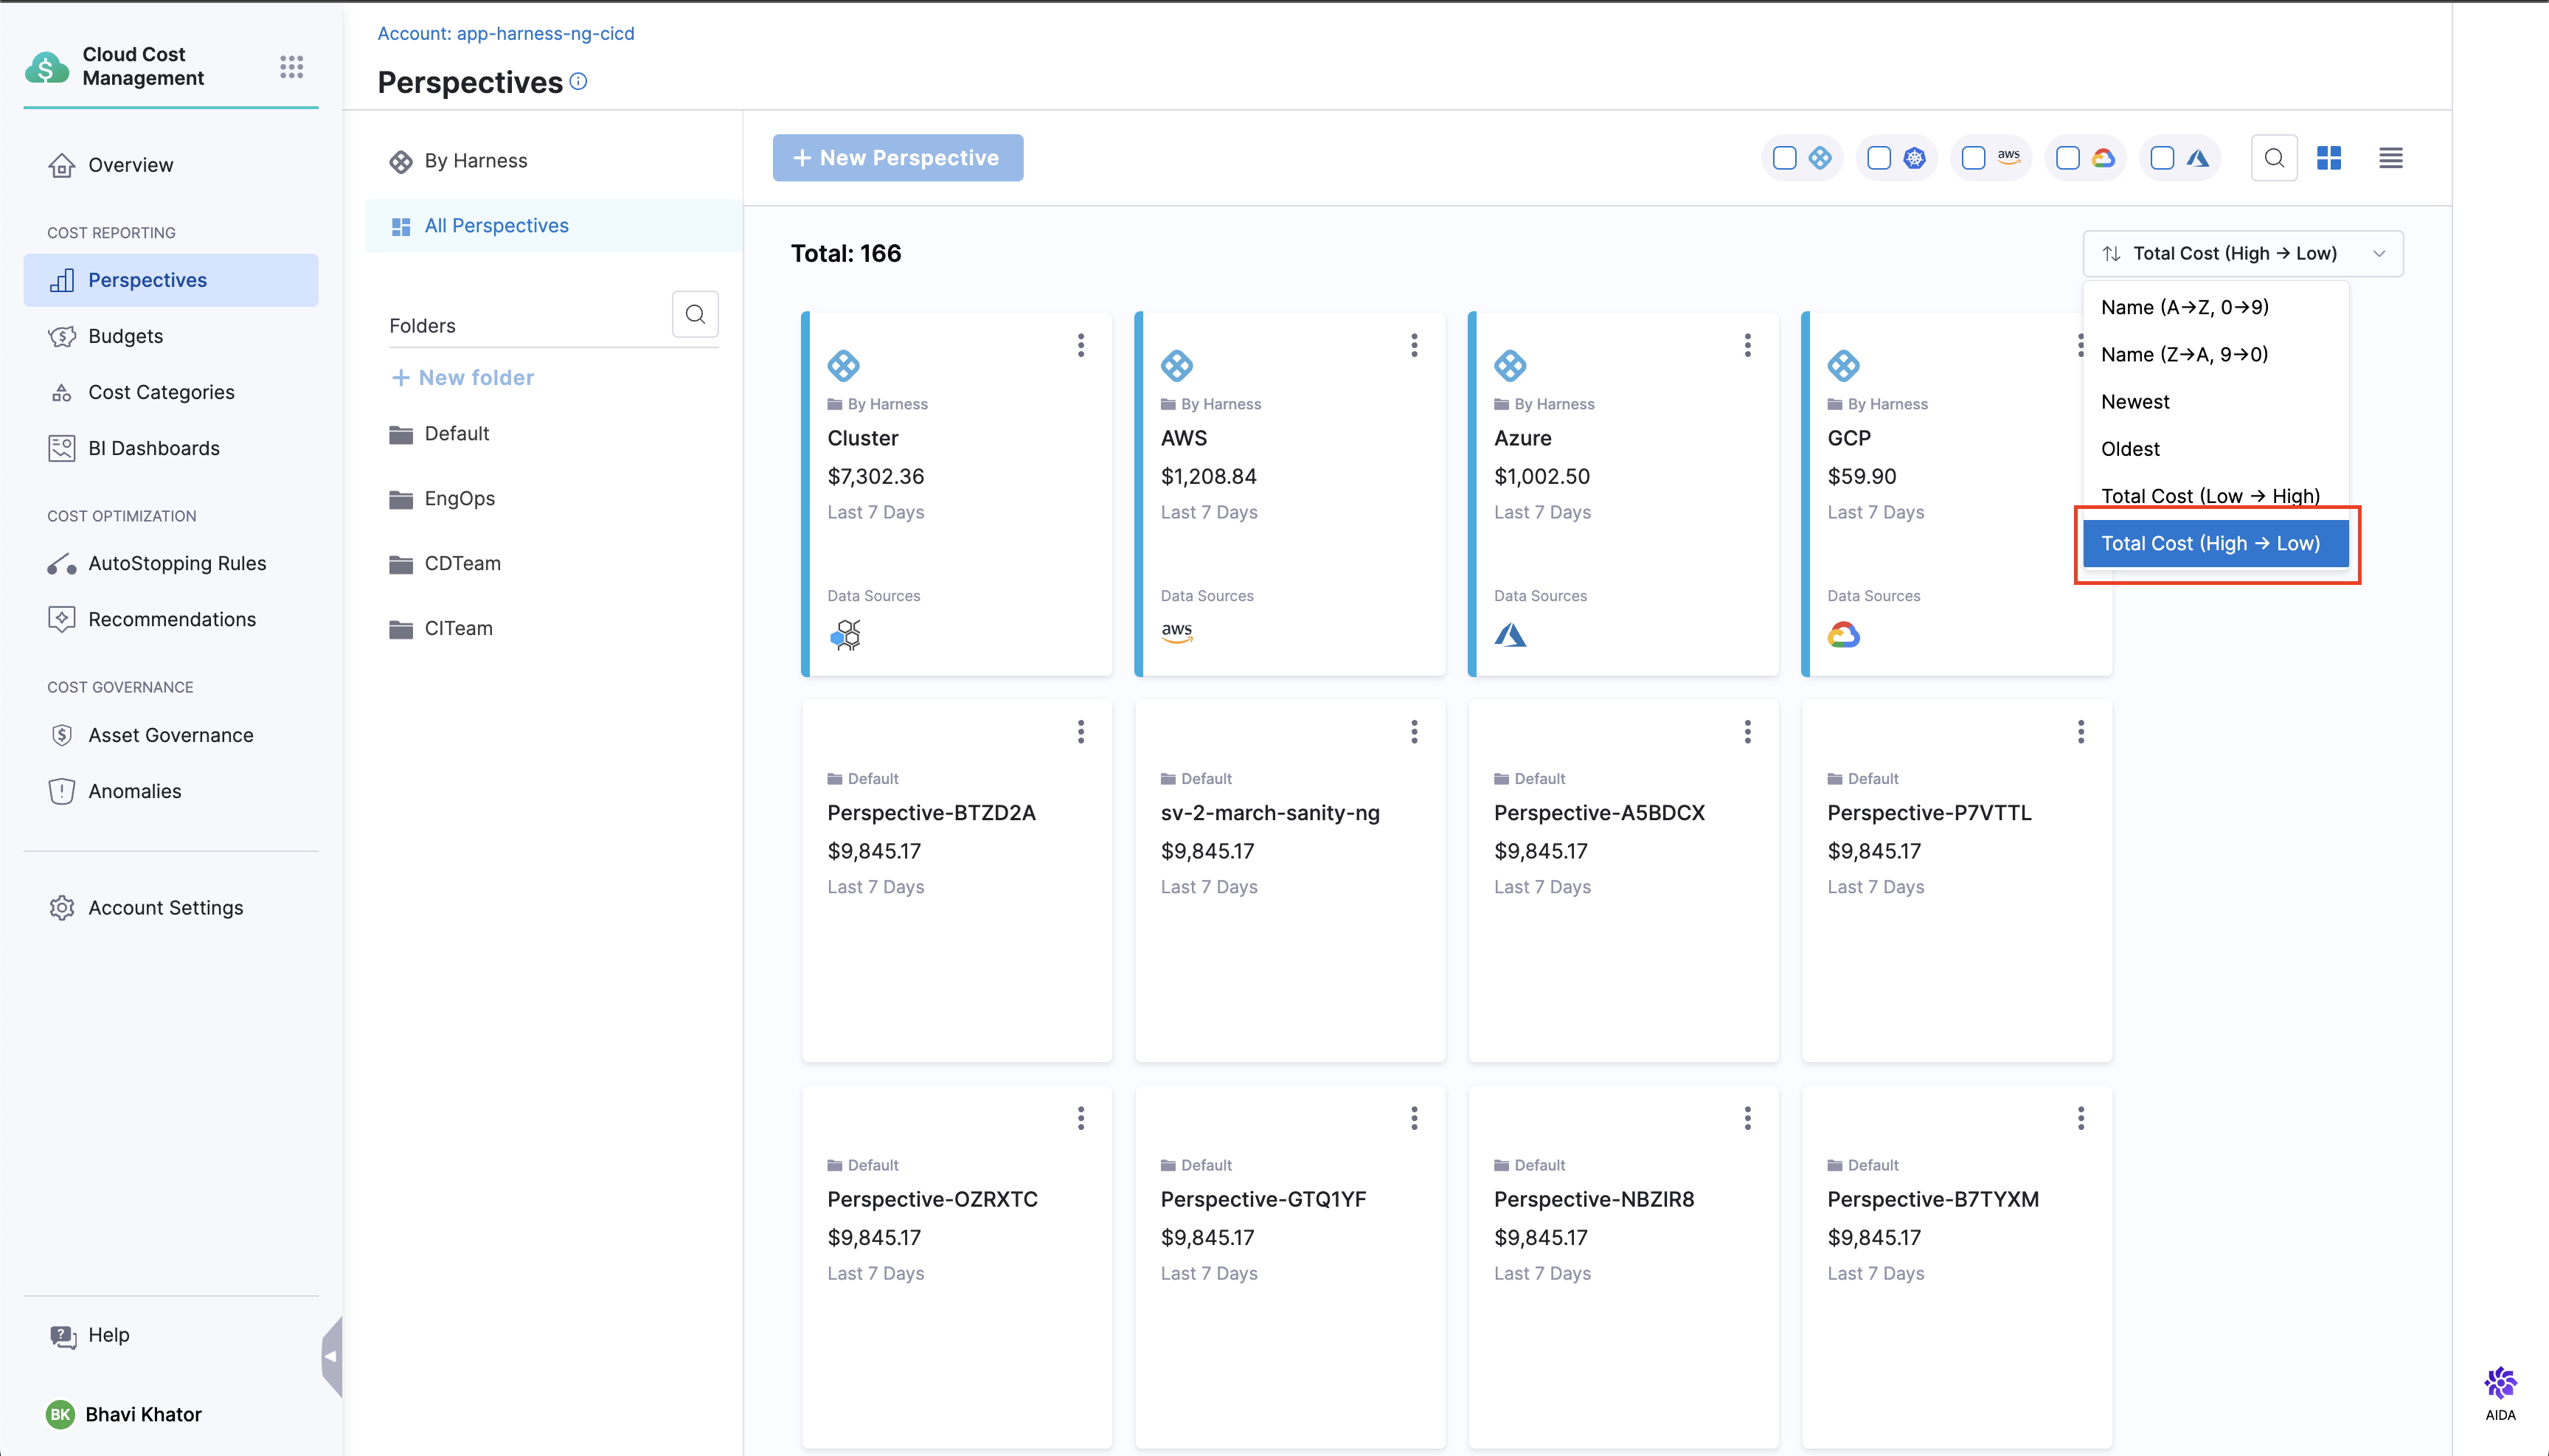 Cloud Cost
Management
Overview
COST REPORTING
Perspectives
Budgets
Cost Categories
BI Dashboards
COST OPTIMIZATION
AutoStopping Rules
Recommendations
COST GOVERNANCE
Asset Governance
Anomalies
Account Settings
Help
BK Bhavi Khator
Account: app-harness-ng-cicd
Perspectives
By Harness
All Perspectives
Folders
+ New folder
Default
EngOps
CDTeam
CITeam
+ New Perspective
aws
Total: 166
Total Cost (High → Low)
Name (A→Z, 0→9)
Name (Z→A, 9→0)
Newest
Oldest
Total Cost (Low → High)
Total Cost (High → Low)
By Harness
Cluster
$7,302.36
Last 7 Days
Data Sources
By Harness
AWS
$1,208.84
Last 7 Days
Data Sources
aws
By Harness
Azure
$1,002.50
Last 7 Days
Data Sources
By Harness
GCP
$59.90
Last 7 Days
Data Sources
Default
Perspective-BTZD2A
$9,845.17
Last 7 Days
Default
sv-2-march-sanity-ng
$9,845.17
Last 7 Days
Default
Perspective-A5BDCX
$9,845.17
Last 7 Days
Default
Perspective-P7VTTL
$9,845.17
Last 7 Days
Default
Perspective-OZRXTC
$9,845.17
Last 7 Days
Default
Perspective-GTQ1YF
$9,845.17
Last 7 Days
Default
Perspective-NBZIR8
$9,845.17
Last 7 Days
Default
Perspective-B7TYXM
$9,845.17
Last 7 Days
AIDA